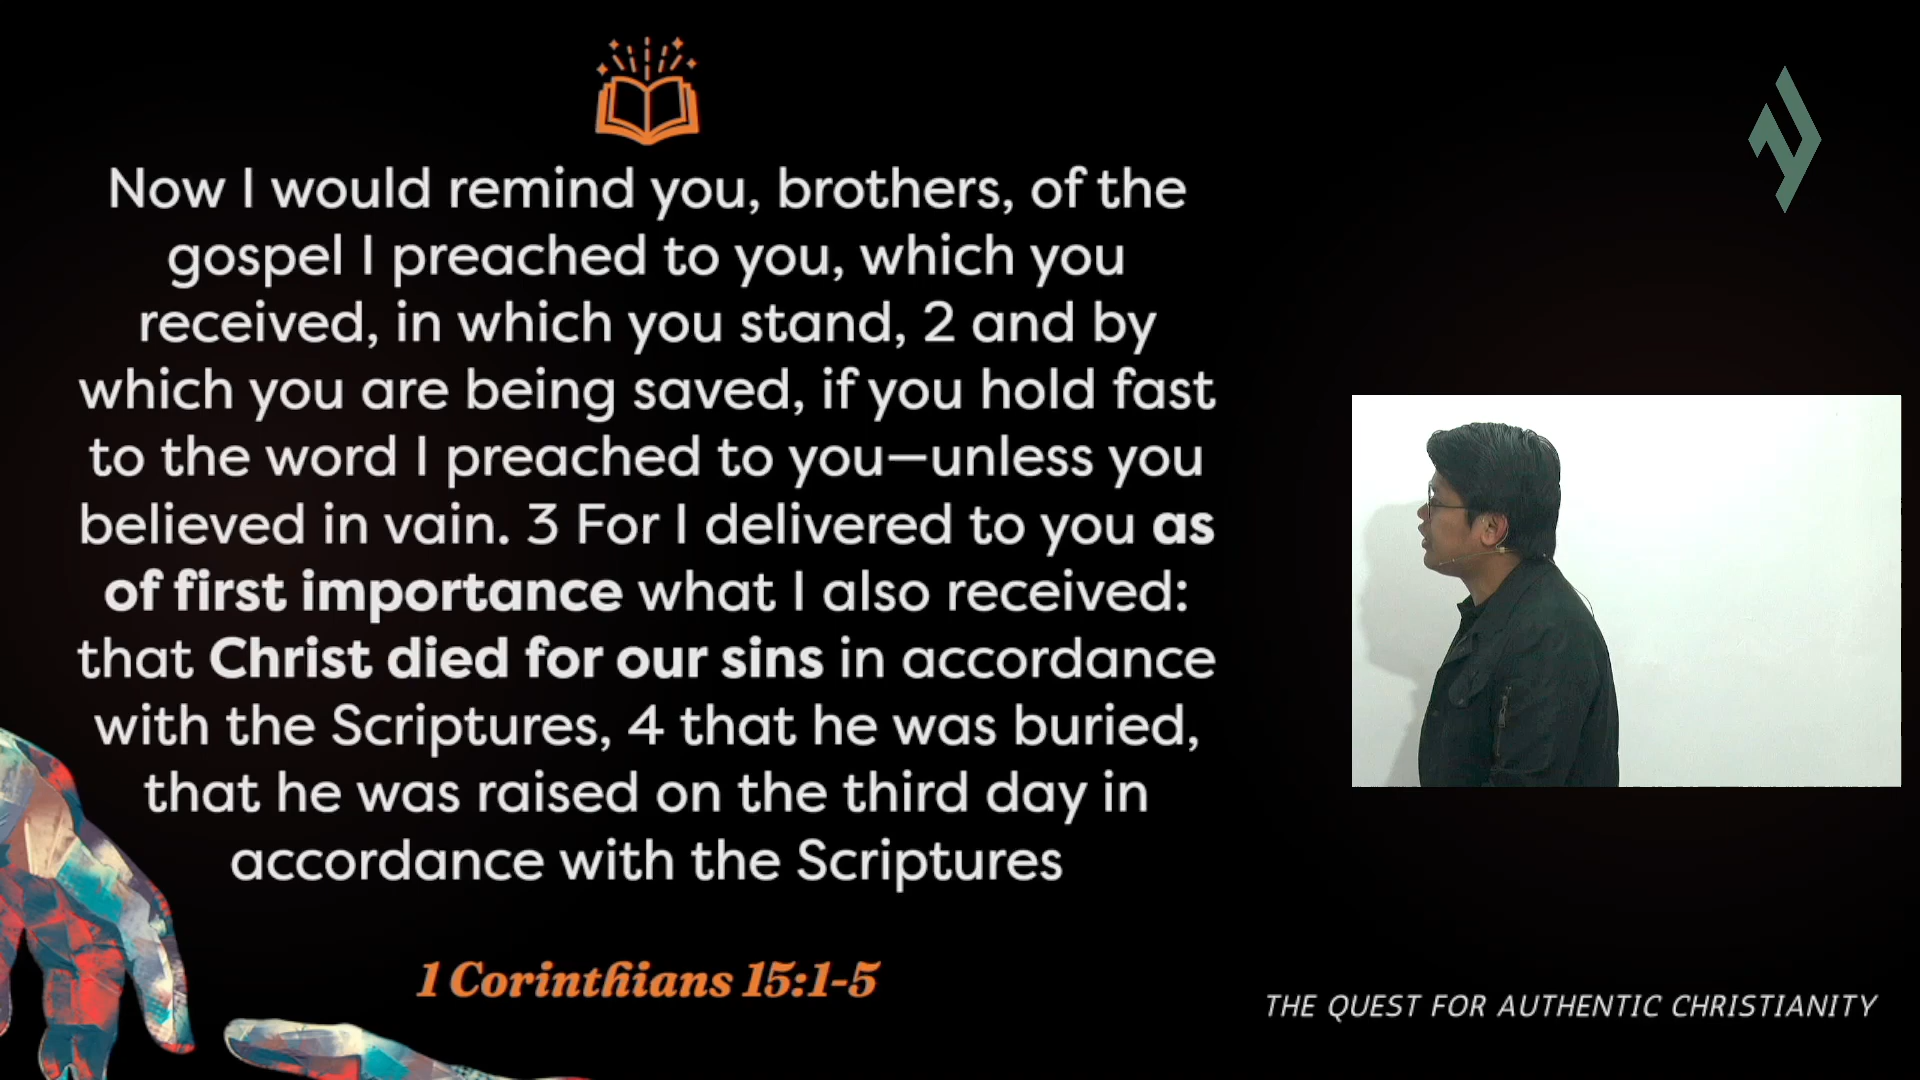 Now I would remind you, brothers, of the
gospel I preached to you, which you
received, in which you stand, 2 and by
which you are being saved, if you hold fast
to the word I preached to you—unless you
believed in vain. 3 For I delivered to you as
of first importance what I also received:
that Christ died for our sins in accordance
with the Scriptures, 4 that he was buried,
that he was raised on the third day in
accordance with the Scriptures
1 Corinthians 15:1-5
THE QUEST FOR AUTHENTIC CHRISTIANITY